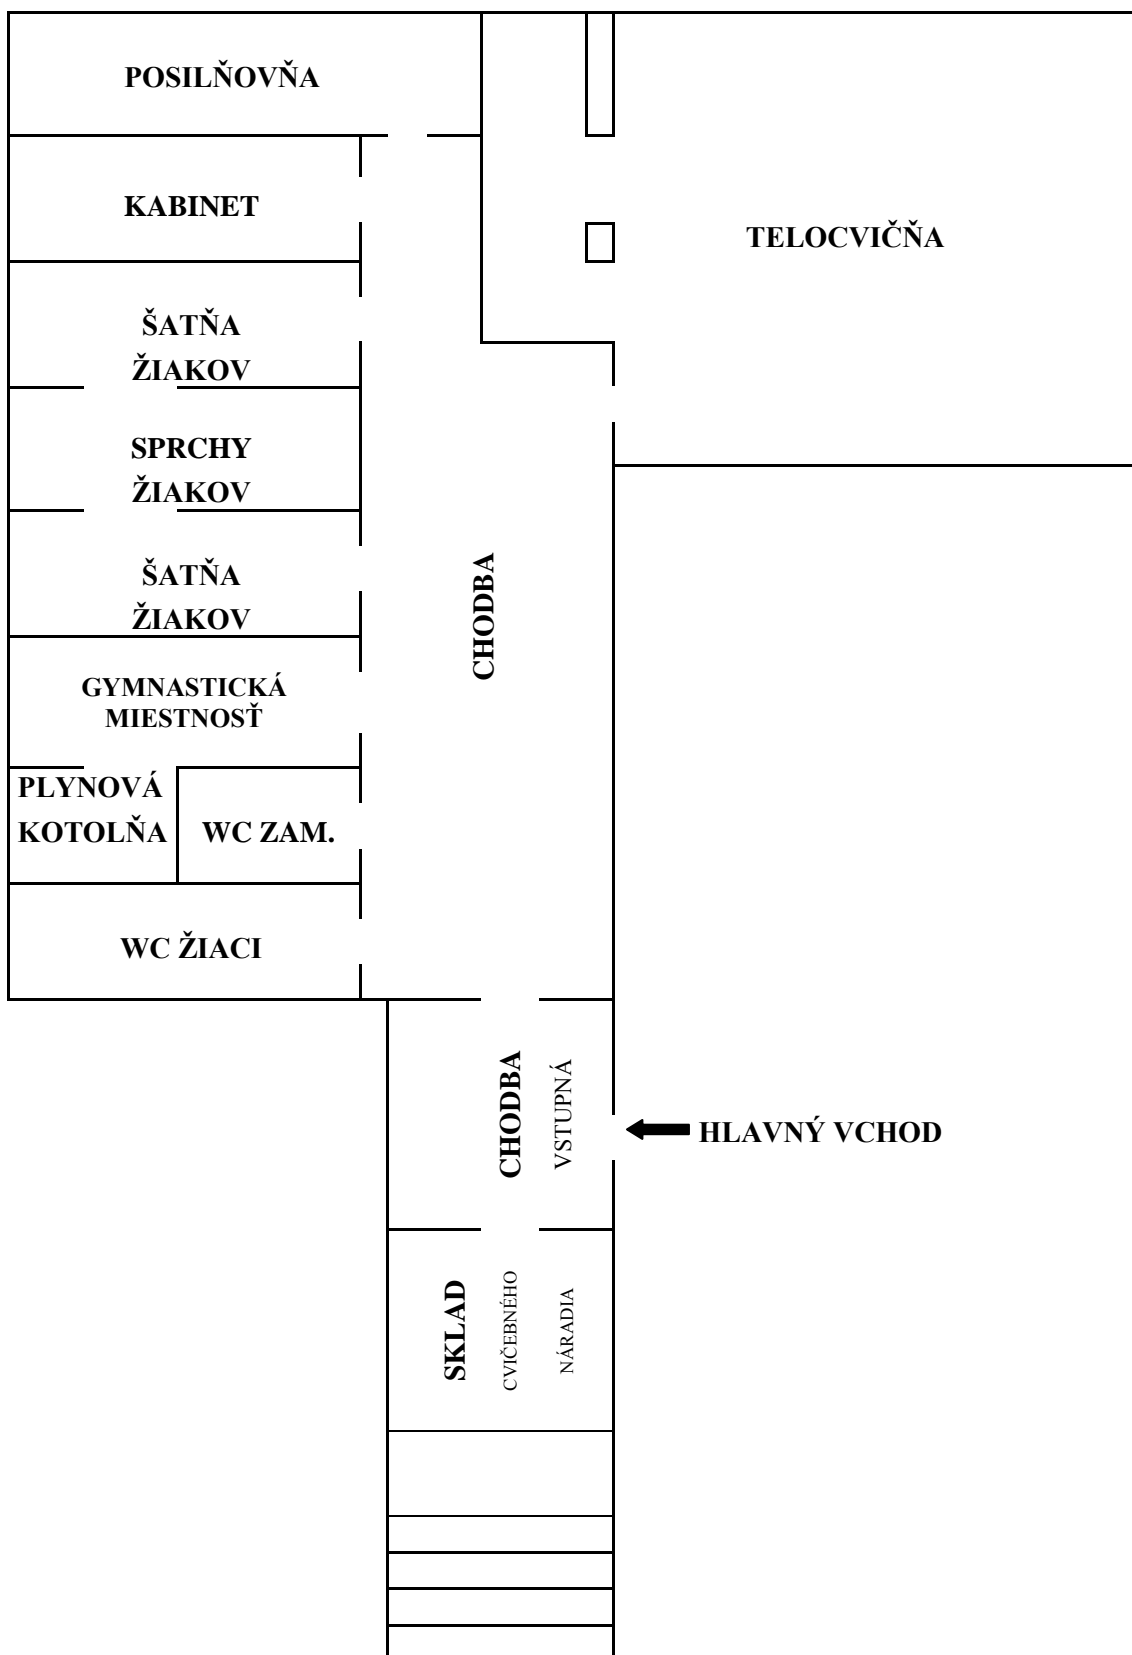 POSILŇOVŇA
KABINET
TELOCVIČŇA
ŠATŇA
ŽIAKOV
SPRCHY
ŽIAKOV
ŠATŇA
ŽIAKOV
CHODBA
GYMNASTICKÁ
MIESTNOSŤ
PLYNOVÁ
KOTOLŇA
WC ZAM.
WC ŽIACI
CHODBA
VSTUPNÁ
HLAVNÝ VCHOD
SKLAD
CVIČEBNÉHO
NÁRADIA